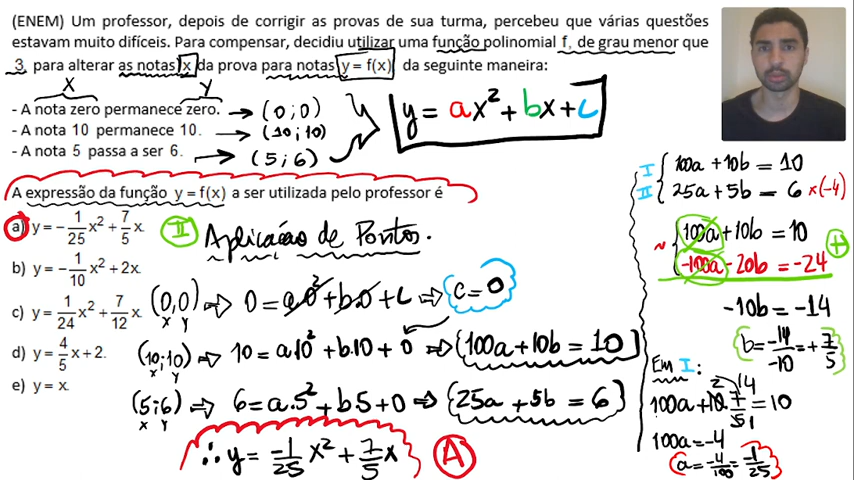 (ENEM) Um professor, depois de corrigir as provas de sua turma, percebeu que várias questões
estavam muito difíceis. Para compensar, decidiu utilizar uma função polinomial f, de grau menor que
3, para alterar as notas x da prova para notas y = f(x) da seguinte maneira:
X Y
- A nota zero permanece zero. → (0;0)
- A nota 10 permanece 10. → (10;10)
- A nota 5 passa a ser 6. → (5;6)
y = ax² + bx + c
A expressão da função y = f(x) a ser utilizada pelo professor é
a) y = -1/25 x² + 7/5 x.
b) y = -1/10 x² + 2x.
c) y = 1/24 x² + 7/12 x.
d) y = 4/5 x + 2.
e) y = x.
II Aplicação de Pontos.
(0,0) ⇒ 0 = a.0² + b.0 + c ⇒ c = 0
x y
(10;10) ⇒ 10 = a.10² + b.10 + 0 ⇒ (100a + 10b = 10)
x y
(5;6) ⇒ 6 = a.5² + b.5 + 0 ⇒ (25a + 5b = 6)
x y
∴ y = -1/25 x² + 7/5 x (A)
I { 100a + 10b = 10
II { 25a + 5b = 6 x(-4)
~ { 100a + 10b = 10
-100a - 20b = -24 +
-10b = -14
b = -14/-10 = +7/5
Em I:
2 14
100a + 10.7/5 = 10
1
100a = -4
a = -4/100 = -1/25